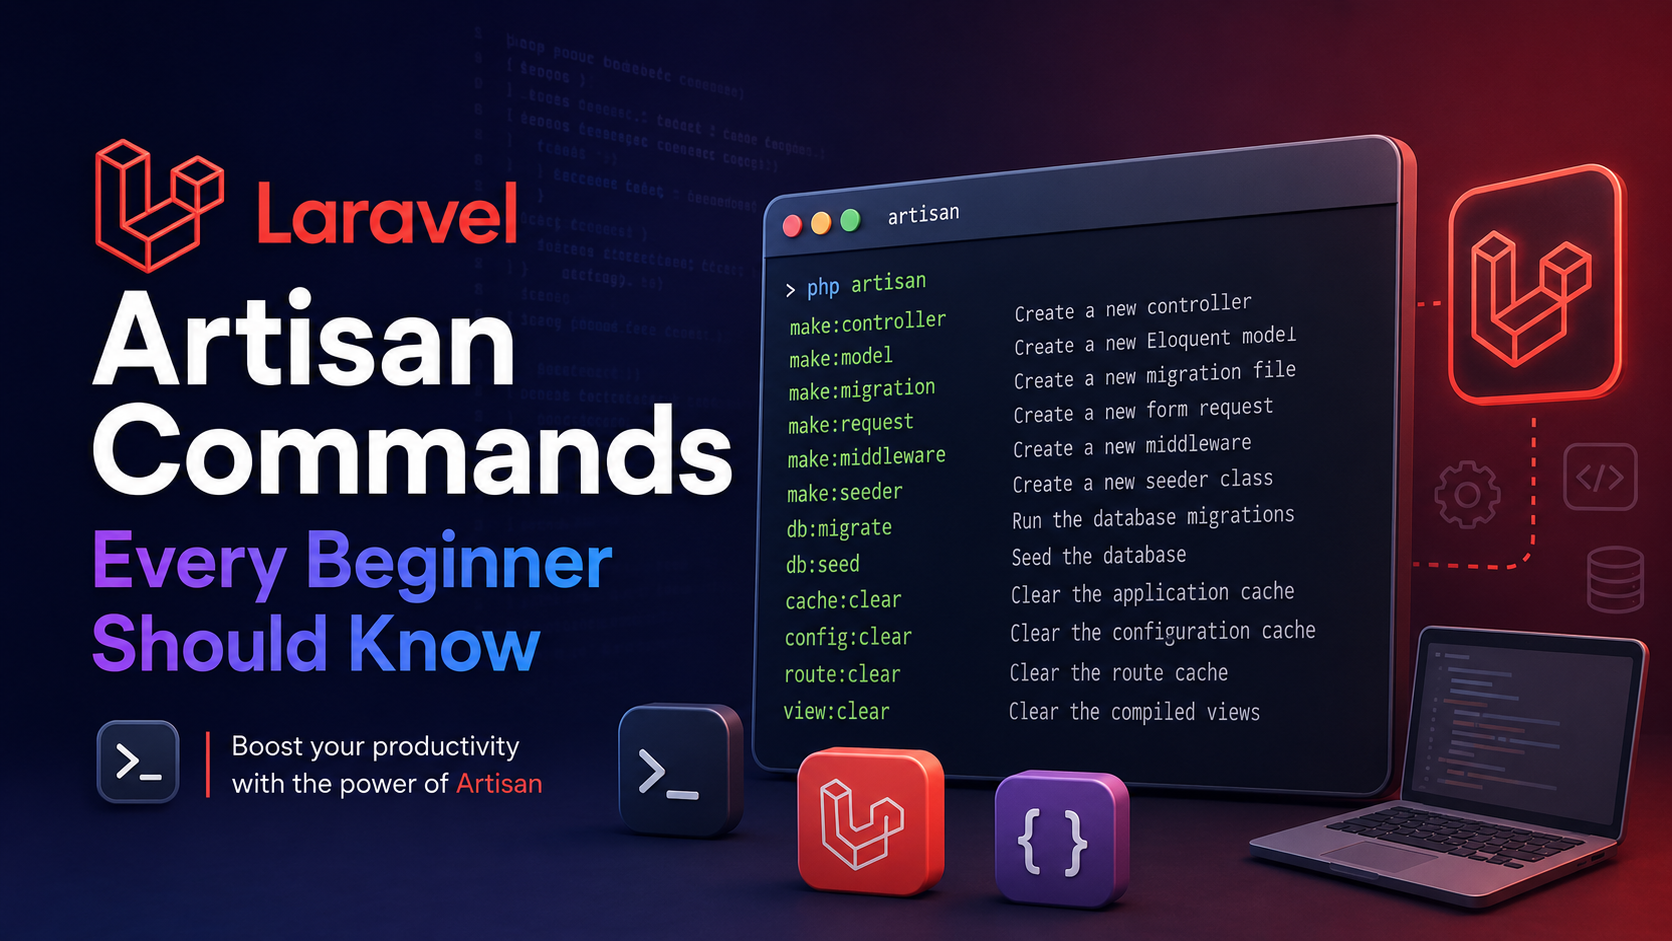 Laravel
Artisan
Commands
Every Beginner
Should Know
Boost your productivity
with the power of Artisan
artisan
> php artisan
make:controller Create a new controller
make:model Create a new Eloquent model
make:migration Create a new migration file
make:request Create a new form request
make:middleware Create a new middleware
make:seeder Create a new seeder class
db:migrate Run the database migrations
db:seed Seed the database
cache:clear Clear the application cache
config:clear Clear the configuration cache
route:clear Clear the route cache
view:clear Clear the compiled views
>_
>_
{ }
</>